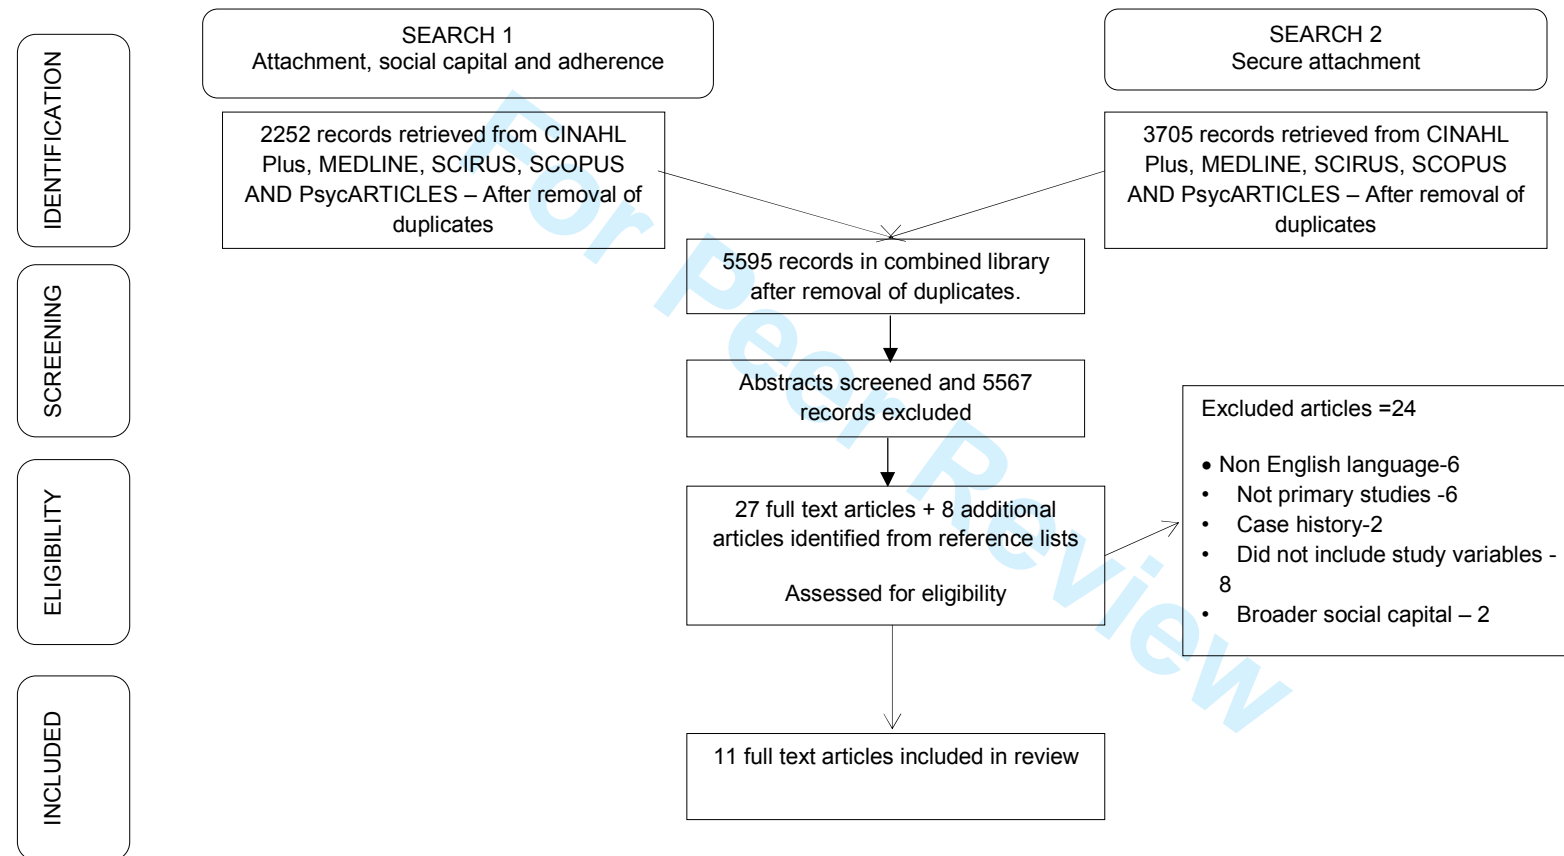 SEARCH 1
Attachment, social capital and adherence
SEARCH 2
Secure attachment
IDENTIFICATION
2252 records retrieved from CINAHL
Plus, MEDLINE, SCIRUS, SCOPUS
AND PsycARTICLES – After removal of
duplicates
3705 records retrieved from CINAHL
Plus, MEDLINE, SCIRUS, SCOPUS
AND PsycARTICLES – After removal of
duplicates
5595 records in combined library
after removal of duplicates.
SCREENING
Abstracts screened and 5567
records excluded
Excluded articles =24
• Non English language-6
• Not primary studies -6
• Case history-2
• Did not include study variables -
8
• Broader social capital – 2
ELIGIBILITY
27 full text articles + 8 additional
articles identified from reference lists
Assessed for eligibility
INCLUDED
11 full text articles included in review
For Peer Review